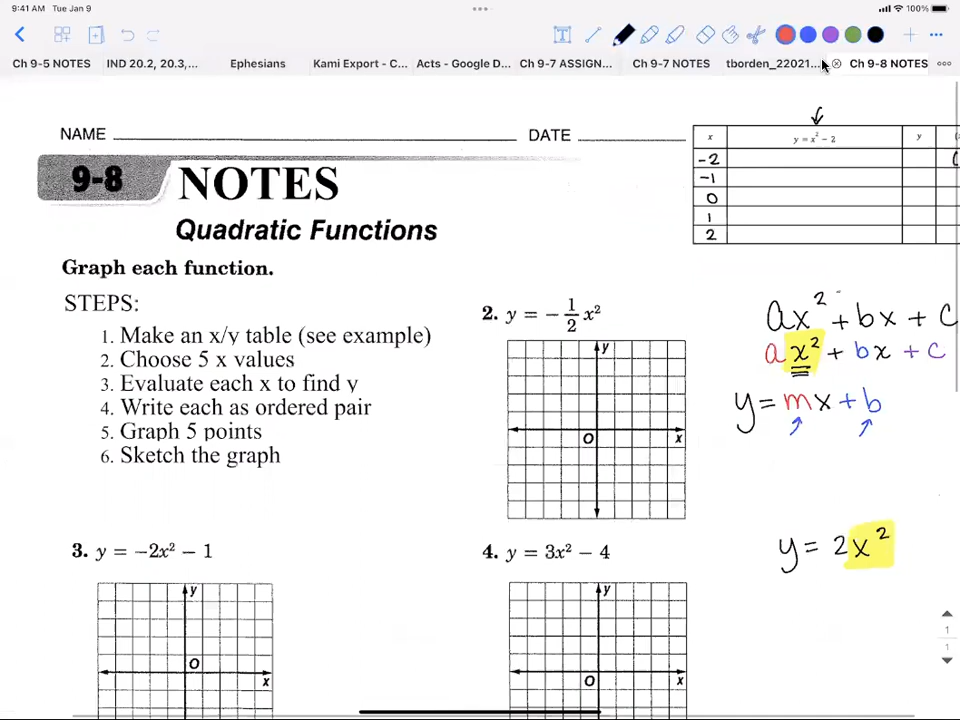 9:41 AM Tue Jan 9
100%
Ch 9-5 NOTES
IND 20.2, 20.3,...
Ephesians
Kami Export - C...
Acts - Google D...
Ch 9-7 ASSIGN...
Ch 9-7 NOTES
tborden_22021...
Ch 9-8 NOTES
NAME DATE
9-8 NOTES
Quadratic Functions
Graph each function.
STEPS:
1. Make an x/y table (see example)
2. Choose 5 x values
3. Evaluate each x to find y
4. Write each as ordered pair
5. Graph 5 points
6. Sketch the graph
2. y = -1/2 x²
y
O
x
3. y = −2x² − 1
y
O
x
4. y = 3x² − 4
y
O
x
x y = x² − 2 y
-2
-1
0
1
2
ax² + bx + c
ax² + bx + c
y = mx + b
y = 2x²
1
1